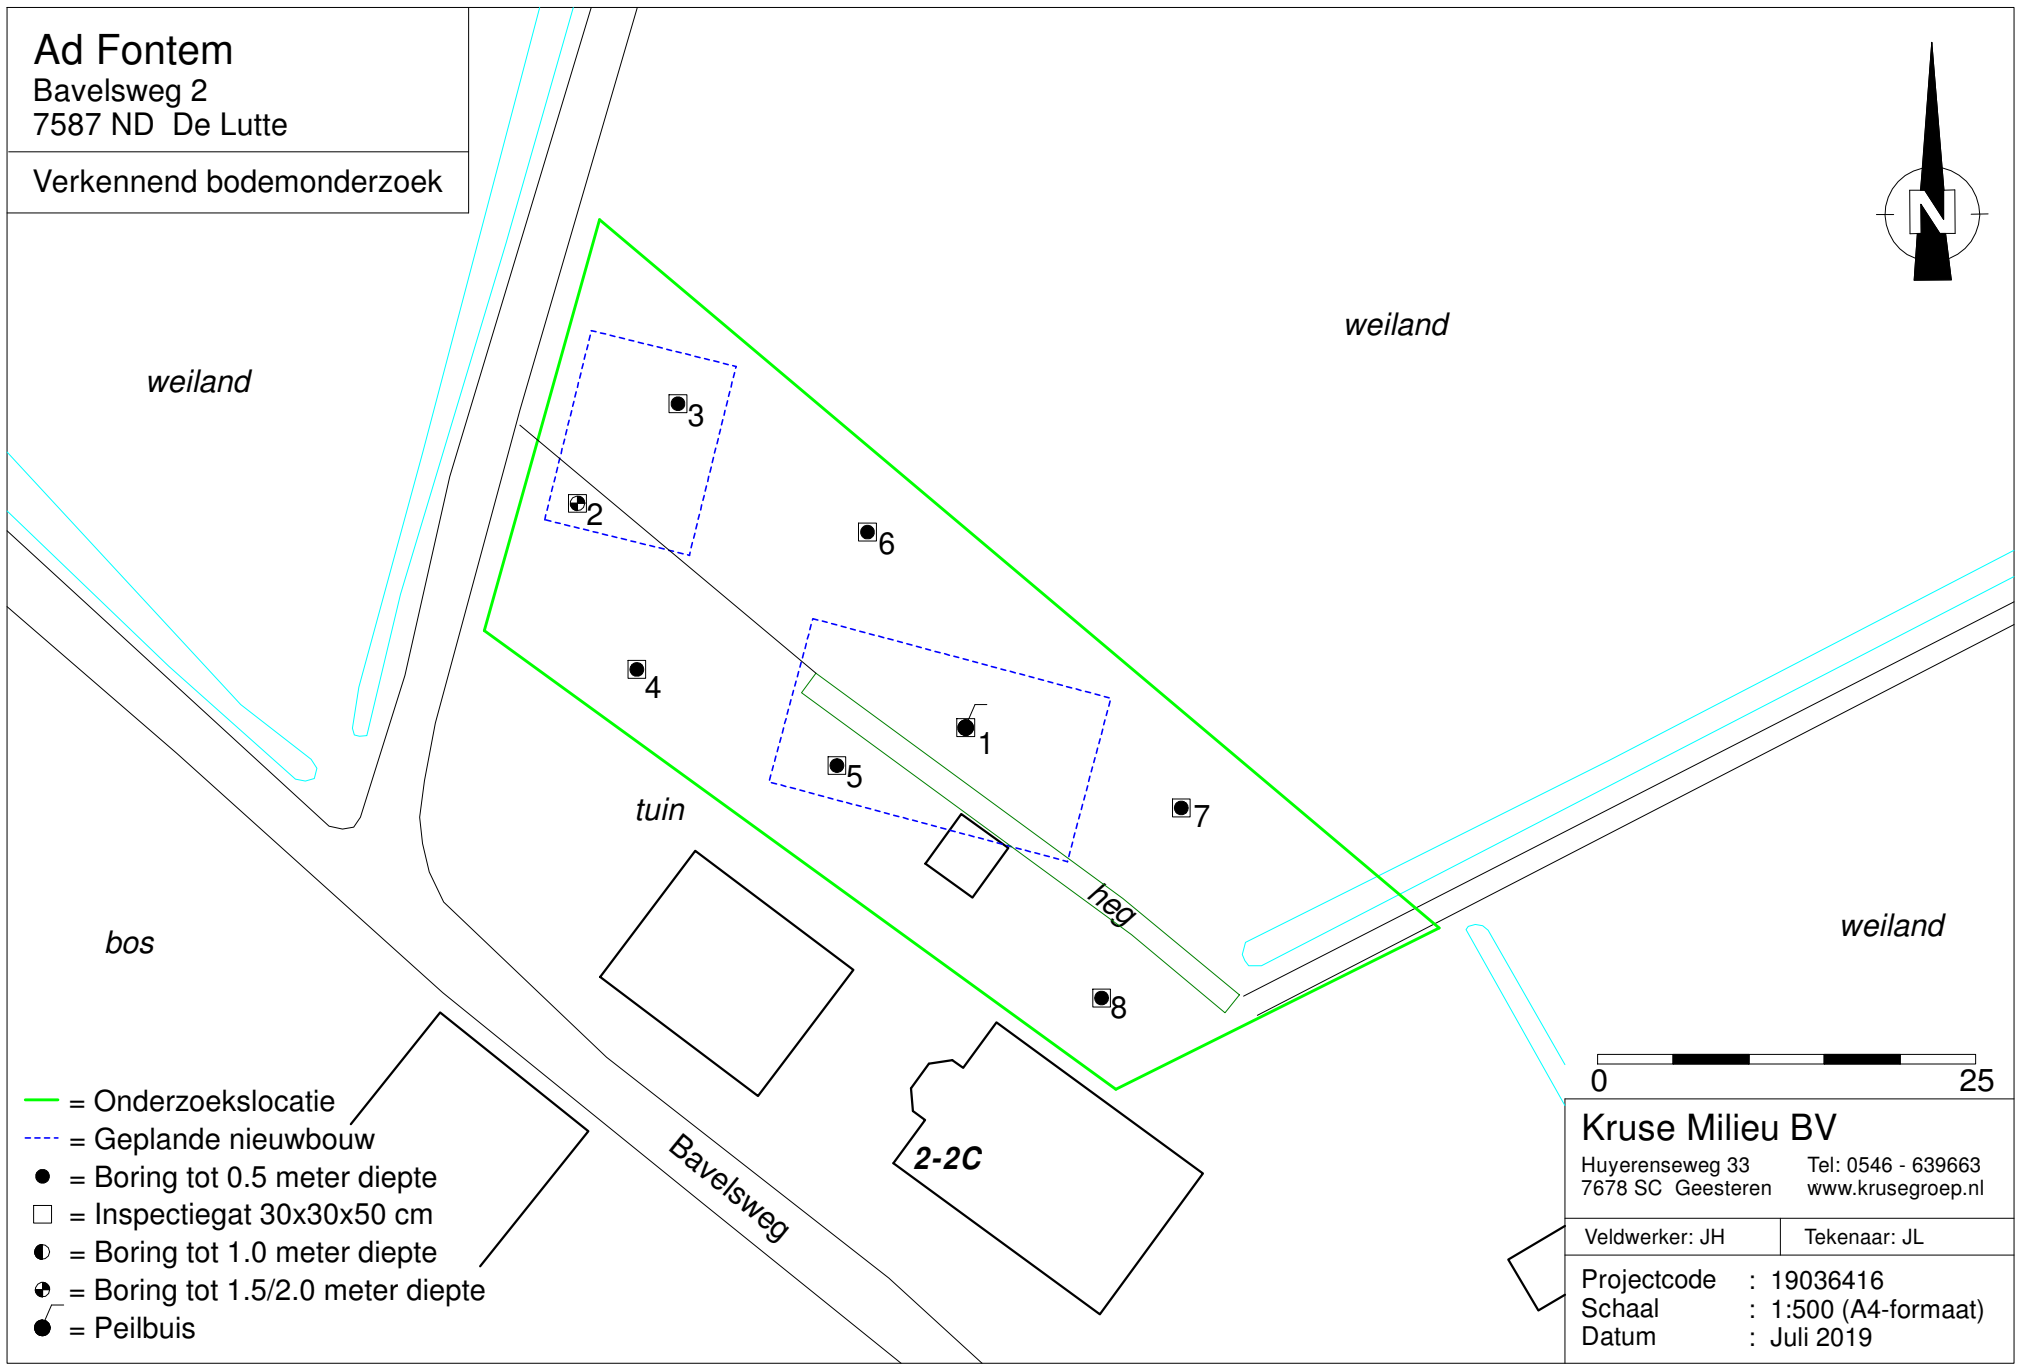 Ad Fontem
Bavelsweg 2
7587 ND De Lutte
Verkennend bodemonderzoek
N
weiland
weiland
3
2
6
4
1
5
7
tuin
heg
weiland
bos
8
0 25
2-2C
Bavelsweg
= Onderzoekslocatie
= Geplande nieuwbouw
= Boring tot 0.5 meter diepte
= Inspectiegat 30x30x50 cm
= Boring tot 1.0 meter diepte
= Boring tot 1.5/2.0 meter diepte
= Peilbuis
Kruse Milieu BV
Huyerenseweg 33 Tel: 0546 - 639663
7678 SC Geesteren www.krusegroep.nl
Veldwerker: JH Tekenaar: JL
Projectcode : 19036416
Schaal : 1:500 (A4-formaat)
Datum : Juli 2019